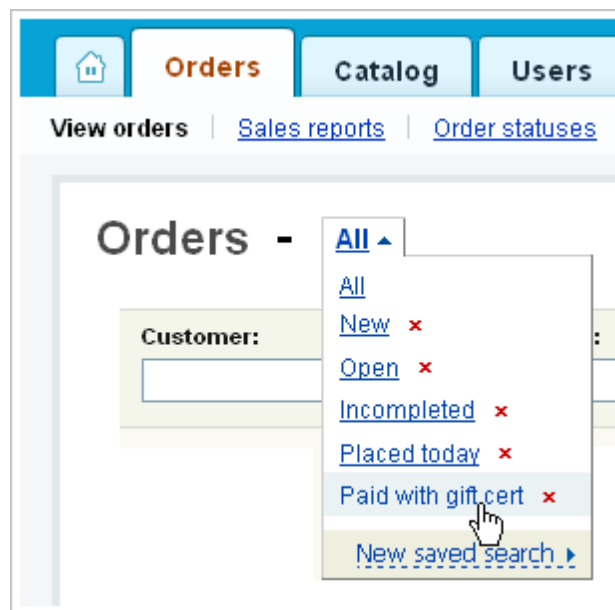 Orders Catalog Users
View orders Sales reports Order statuses
Orders - All
All
New
Customer: :
Open
Incompleted
Placed today
Paid with gift cert
New saved search